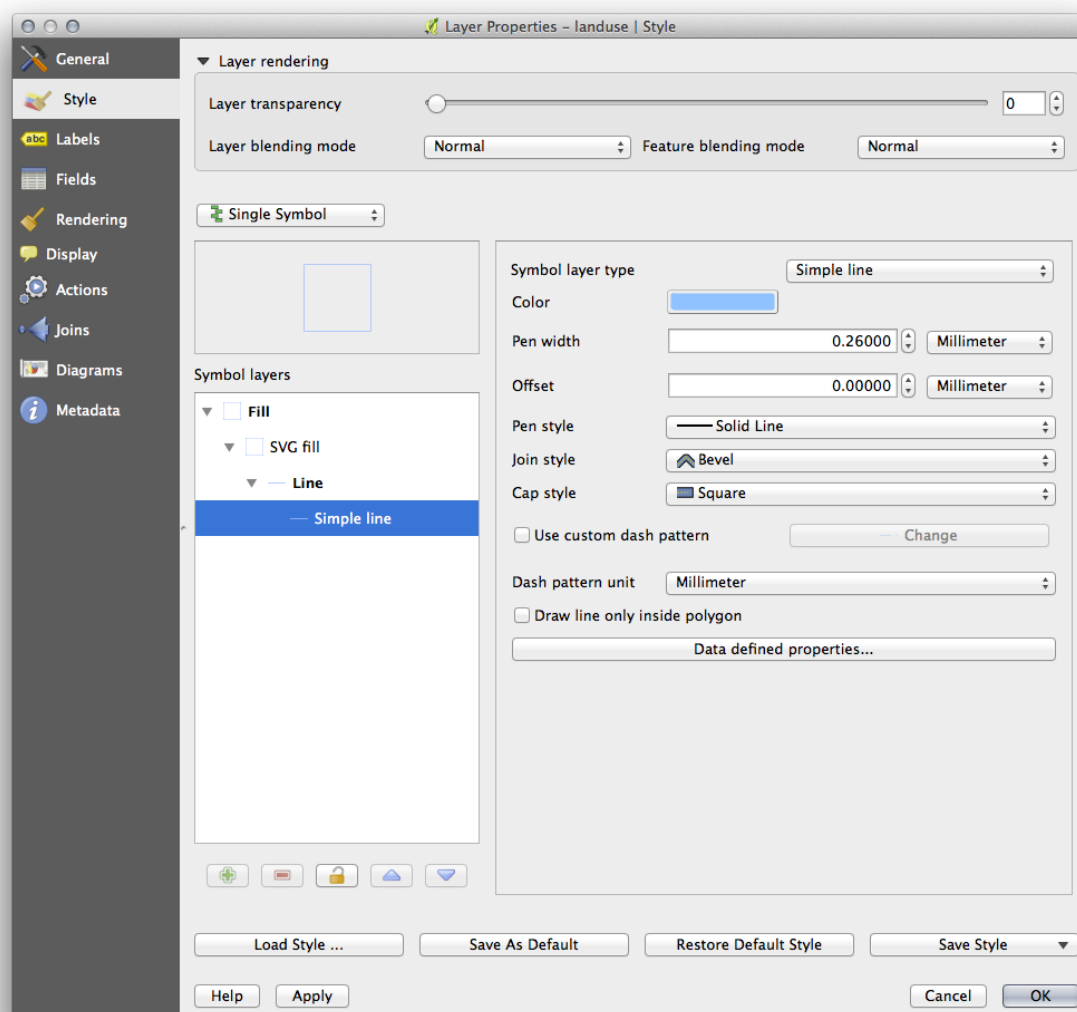 Layer Properties – landuse | Style
General
Style
abc Labels
Fields
Rendering
Display
Actions
Joins
Diagrams
i Metadata
Layer rendering
Layer transparency 0
Layer blending mode Normal Feature blending mode Normal
Single Symbol
Symbol layers
Fill
SVG fill
Line
Simple line
Symbol layer type Simple line
Color
Pen width 0.26000 Millimeter
Offset 0.00000 Millimeter
Pen style Solid Line
Join style Bevel
Cap style Square
Use custom dash pattern Change
Dash pattern unit Millimeter
Draw line only inside polygon
Data defined properties...
Load Style ... Save As Default Restore Default Style Save Style
Help Apply Cancel OK